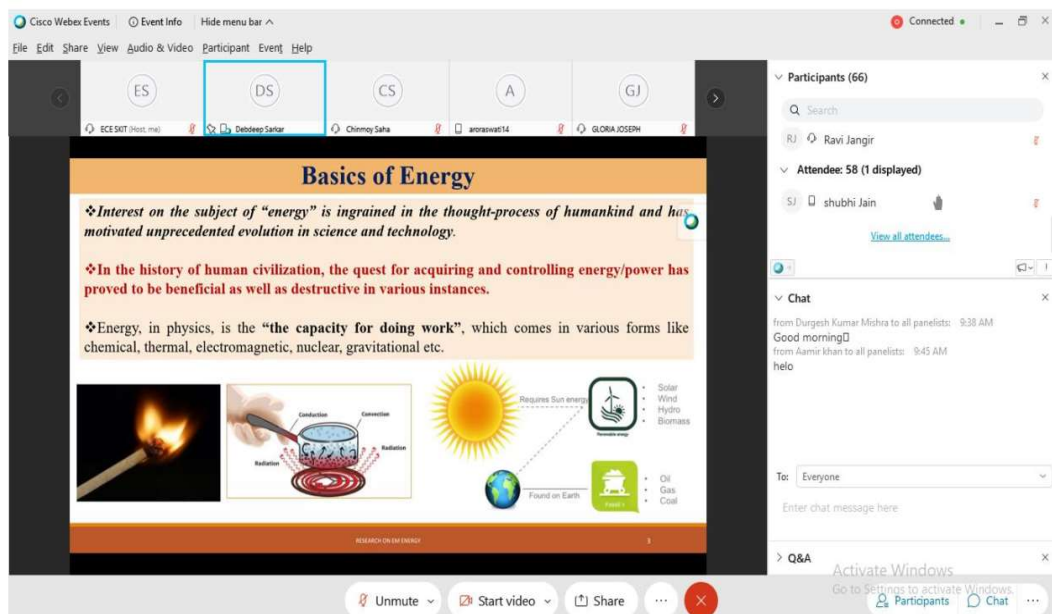 Cisco Webex Events
Event Info
Hide menu bar
Connected
File Edit Share View Audio & Video Participant Event Help
ES
DS
CS
A
GJ
ECE SKIT (Host, me)
Debdeep Sarkar
Chinmoy Saha
aroraswati14
GLORIA JOSEPH
Basics of Energy
❖Interest on the subject of “energy” is ingrained in the thought-process of humankind and has
motivated unprecedented evolution in science and technology.
❖In the history of human civilization, the quest for acquiring and controlling energy/power has
proved to be beneficial as well as destructive in various instances.
❖Energy, in physics, is the “the capacity for doing work”, which comes in various forms like
chemical, thermal, electromagnetic, nuclear, gravitational etc.
Conduction
Convection
Radiation
Radiation
Requires Sun energy
Renewable energy
• Solar
• Wind
• Hydro
• Biomass
Found on Earth
• Oil
• Gas
• Coal
RESEARCH ON EM ENERGY
3
Participants (66)
Search
RJ
Ravi Jangir
Attendee: 58 (1 displayed)
SJ
shubhi Jain
View all attendees...
Chat
from Durgesh Kumar Mishra to all panelists: 9:38 AM
Good morning
from Aamir khan to all panelists: 9:45 AM
helo
To: Everyone
Enter chat message here
Q&A
Activate Windows
Go to Settings to activate Windows.
Unmute
Start video
Share
Participants
Chat